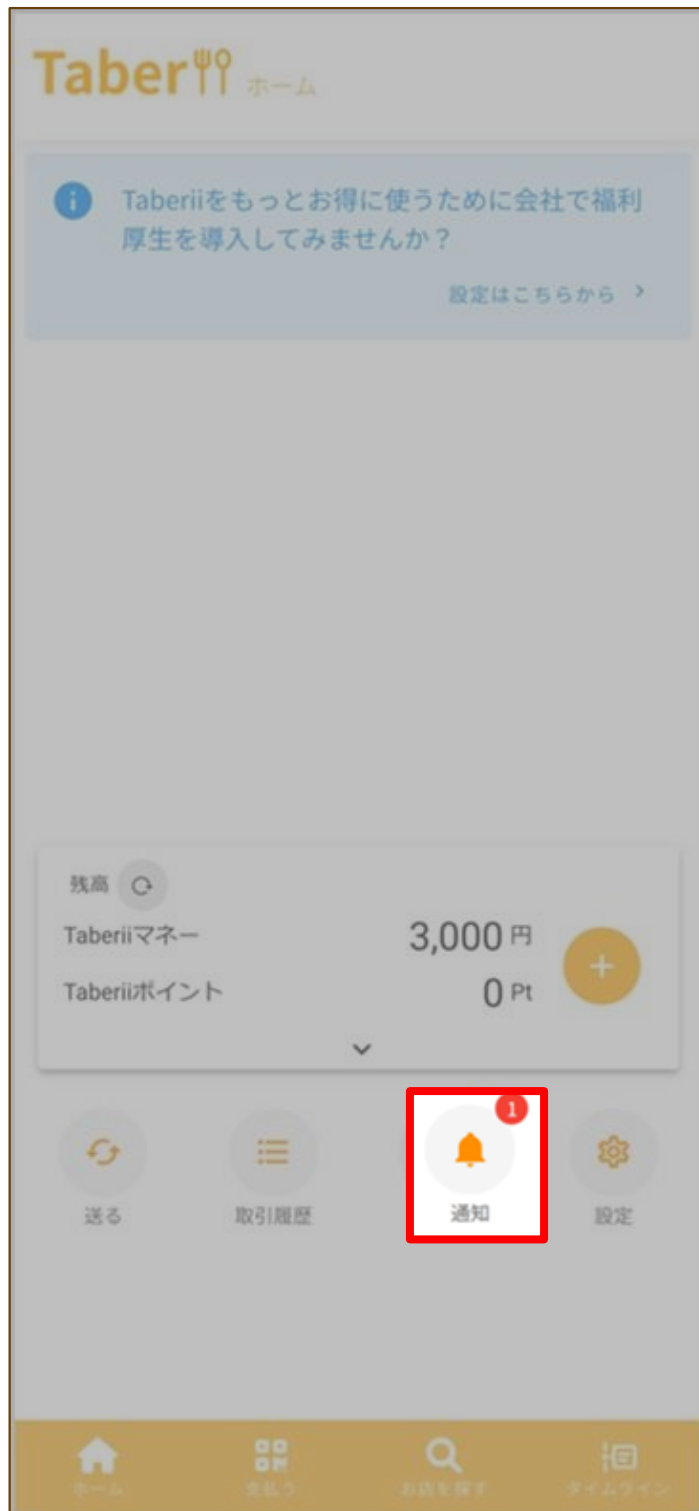 Taberii ホーム
Taberiiをもっとお得に使うために会社で福利
厚生を導入してみませんか？
設定はこちらから
残高
Taberiiマネー 3,000 円
Taberiiポイント 0 Pt
1
送る 取引履歴 通知 設定
ホーム 支払う お店を探す タイムライン